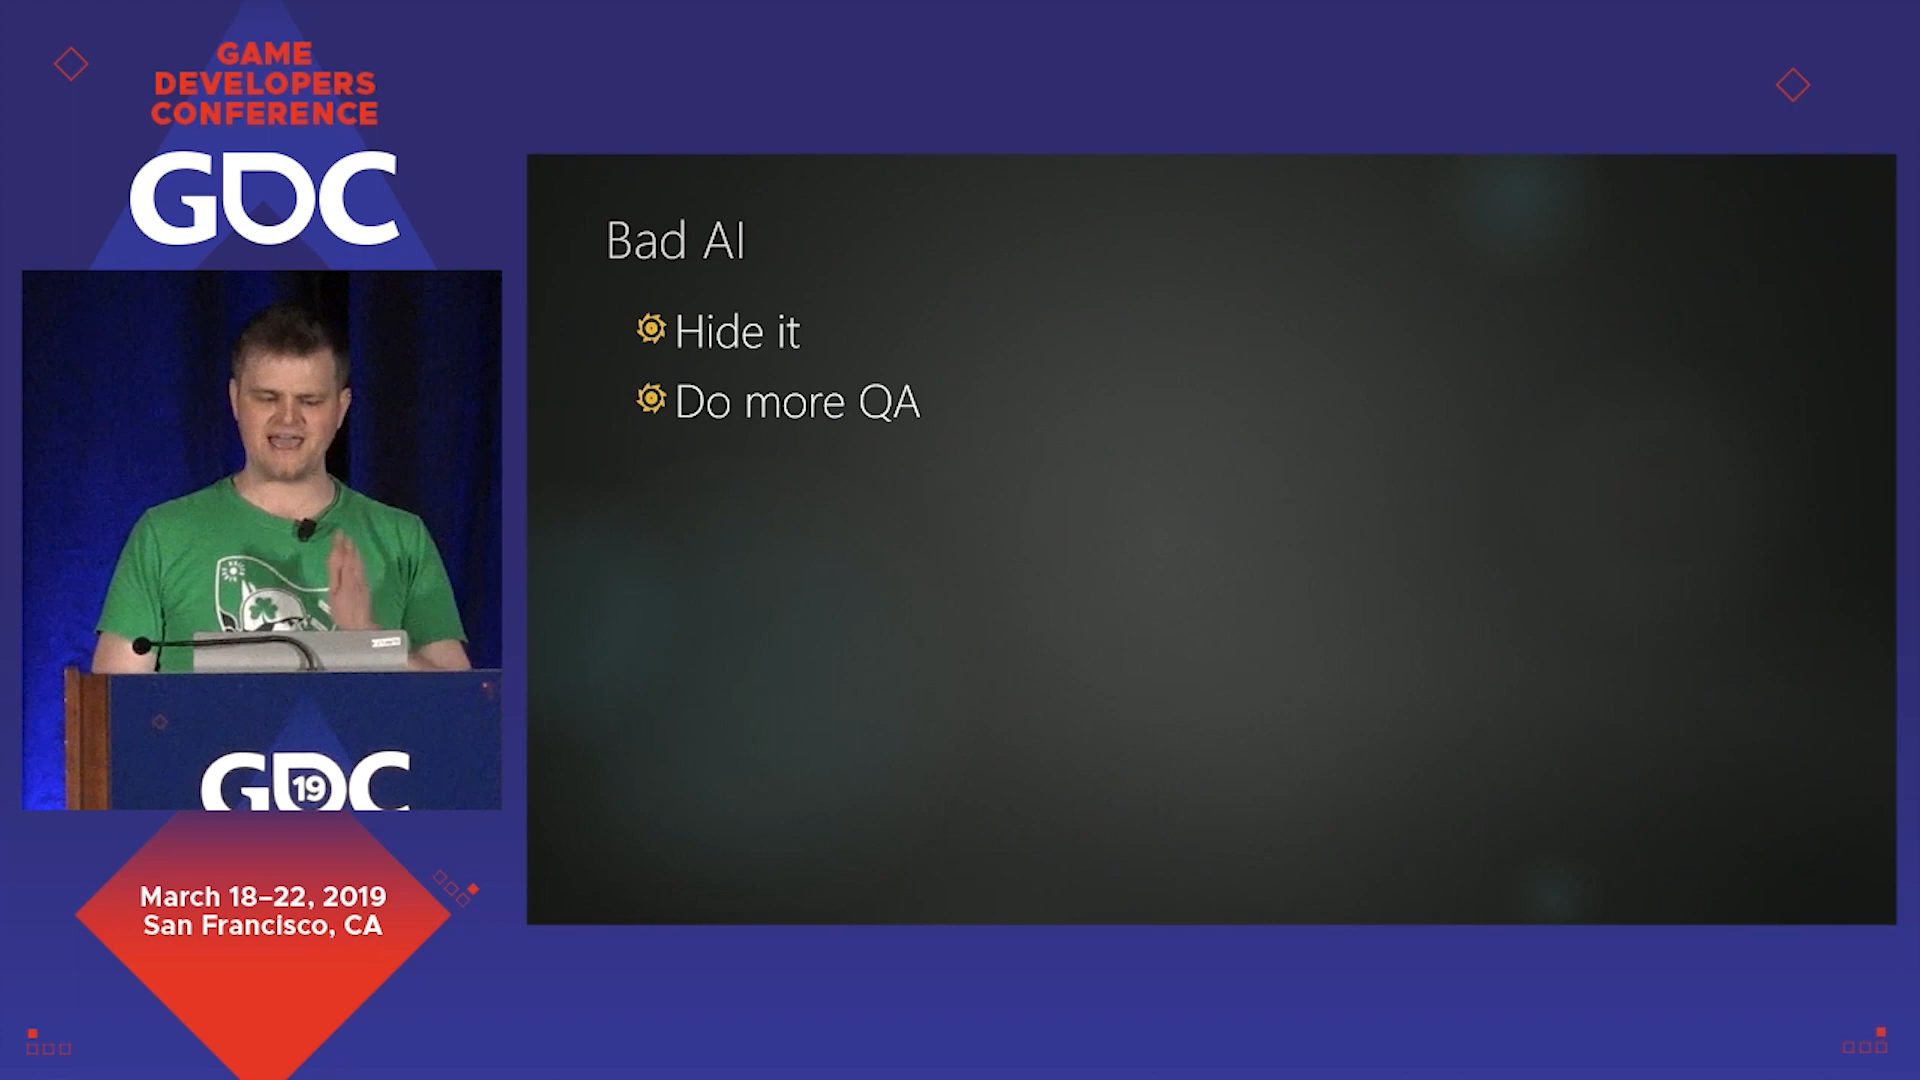 GAME
DEVELOPERS
CONFERENCE
GDC
Bad AI
Hide it
Do more QA
GDC
19
March 18–22, 2019
San Francisco, CA